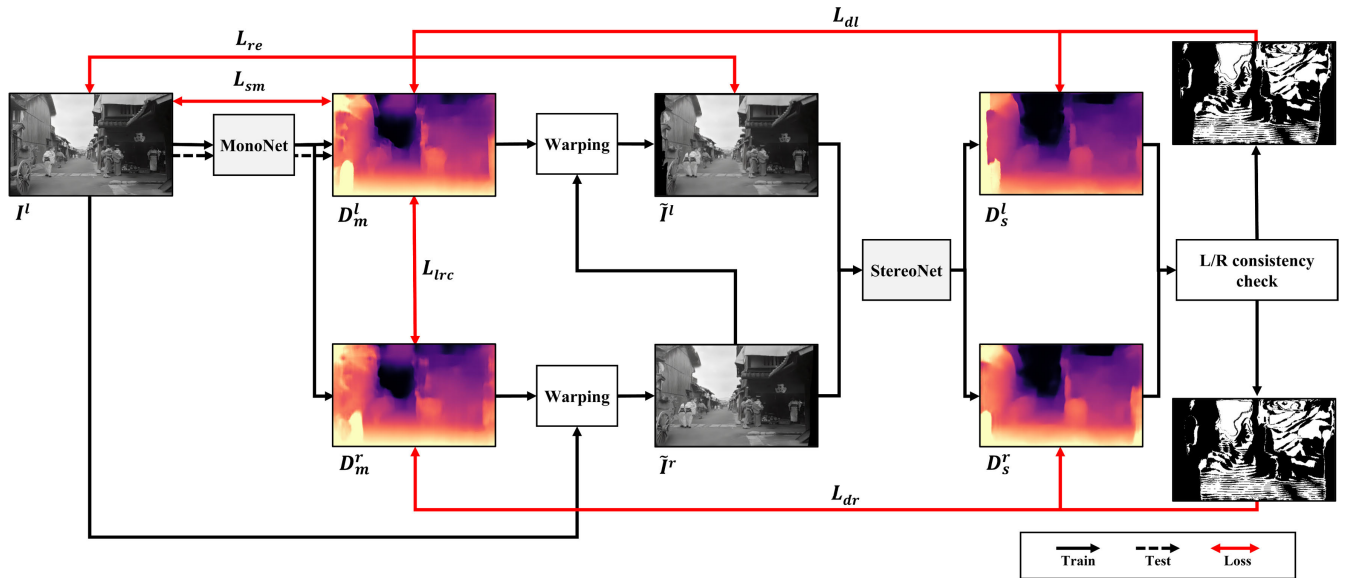 L_dl
L_re
L_sm
MonoNet
Warping
I^l
D_m^l
Ĩ^l
D_s^l
L_lrc
StereoNet
L/R consistency
check
Warping
D_m^r
Ĩ^r
D_s^r
L_dr
Train
Test
Loss